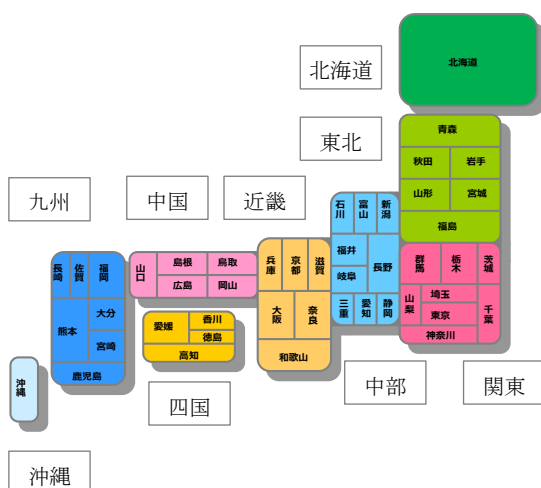 北海道
北海道
東北
青森
秋田
岩手
山形
宮城
福島
九州
中国
近畿
石川
富山
新潟
福井
長野
岐阜
三重
愛知
静岡
群馬
栃木
茨城
山梨
埼玉
東京
千葉
神奈川
兵庫
京都
滋賀
大阪
奈良
和歌山
山口
島根
鳥取
広島
岡山
長崎
佐賀
福岡
熊本
大分
宮崎
鹿児島
愛媛
香川
徳島
高知
沖縄
四国
中部
関東
沖縄